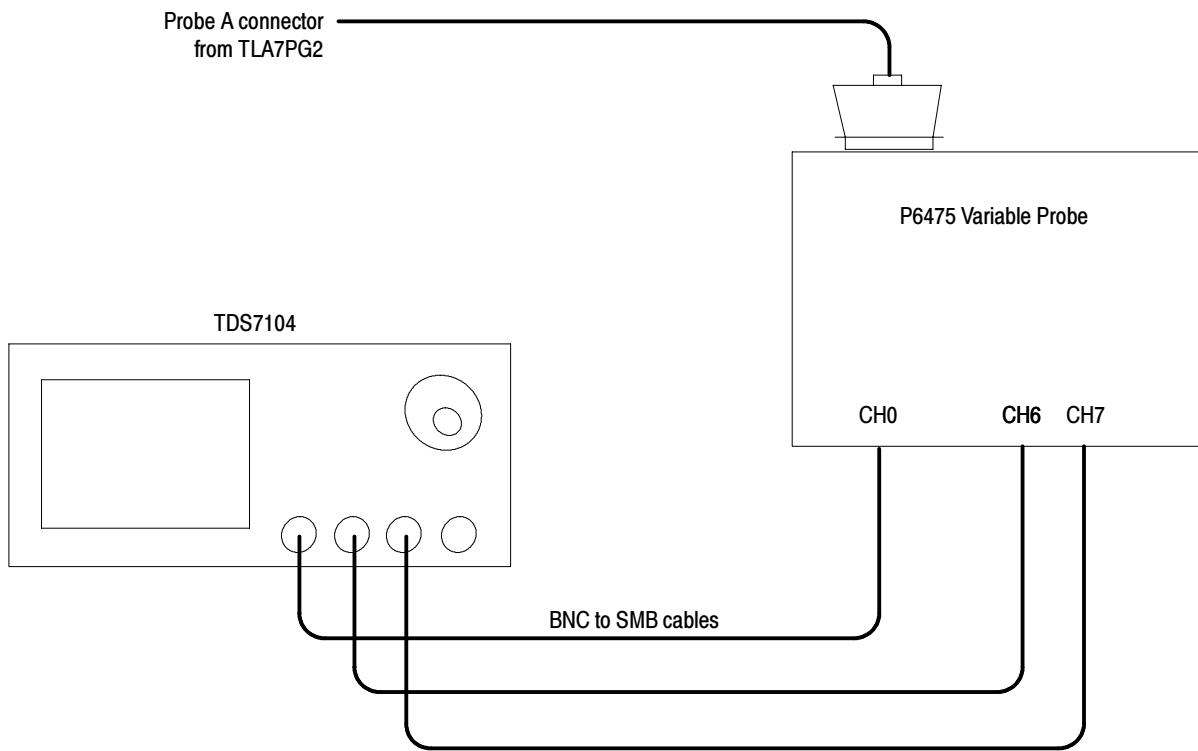 Probe A connector
from TLA7PG2
P6475 Variable Probe
TDS7104
CH0
CH6
CH7
BNC to SMB cables